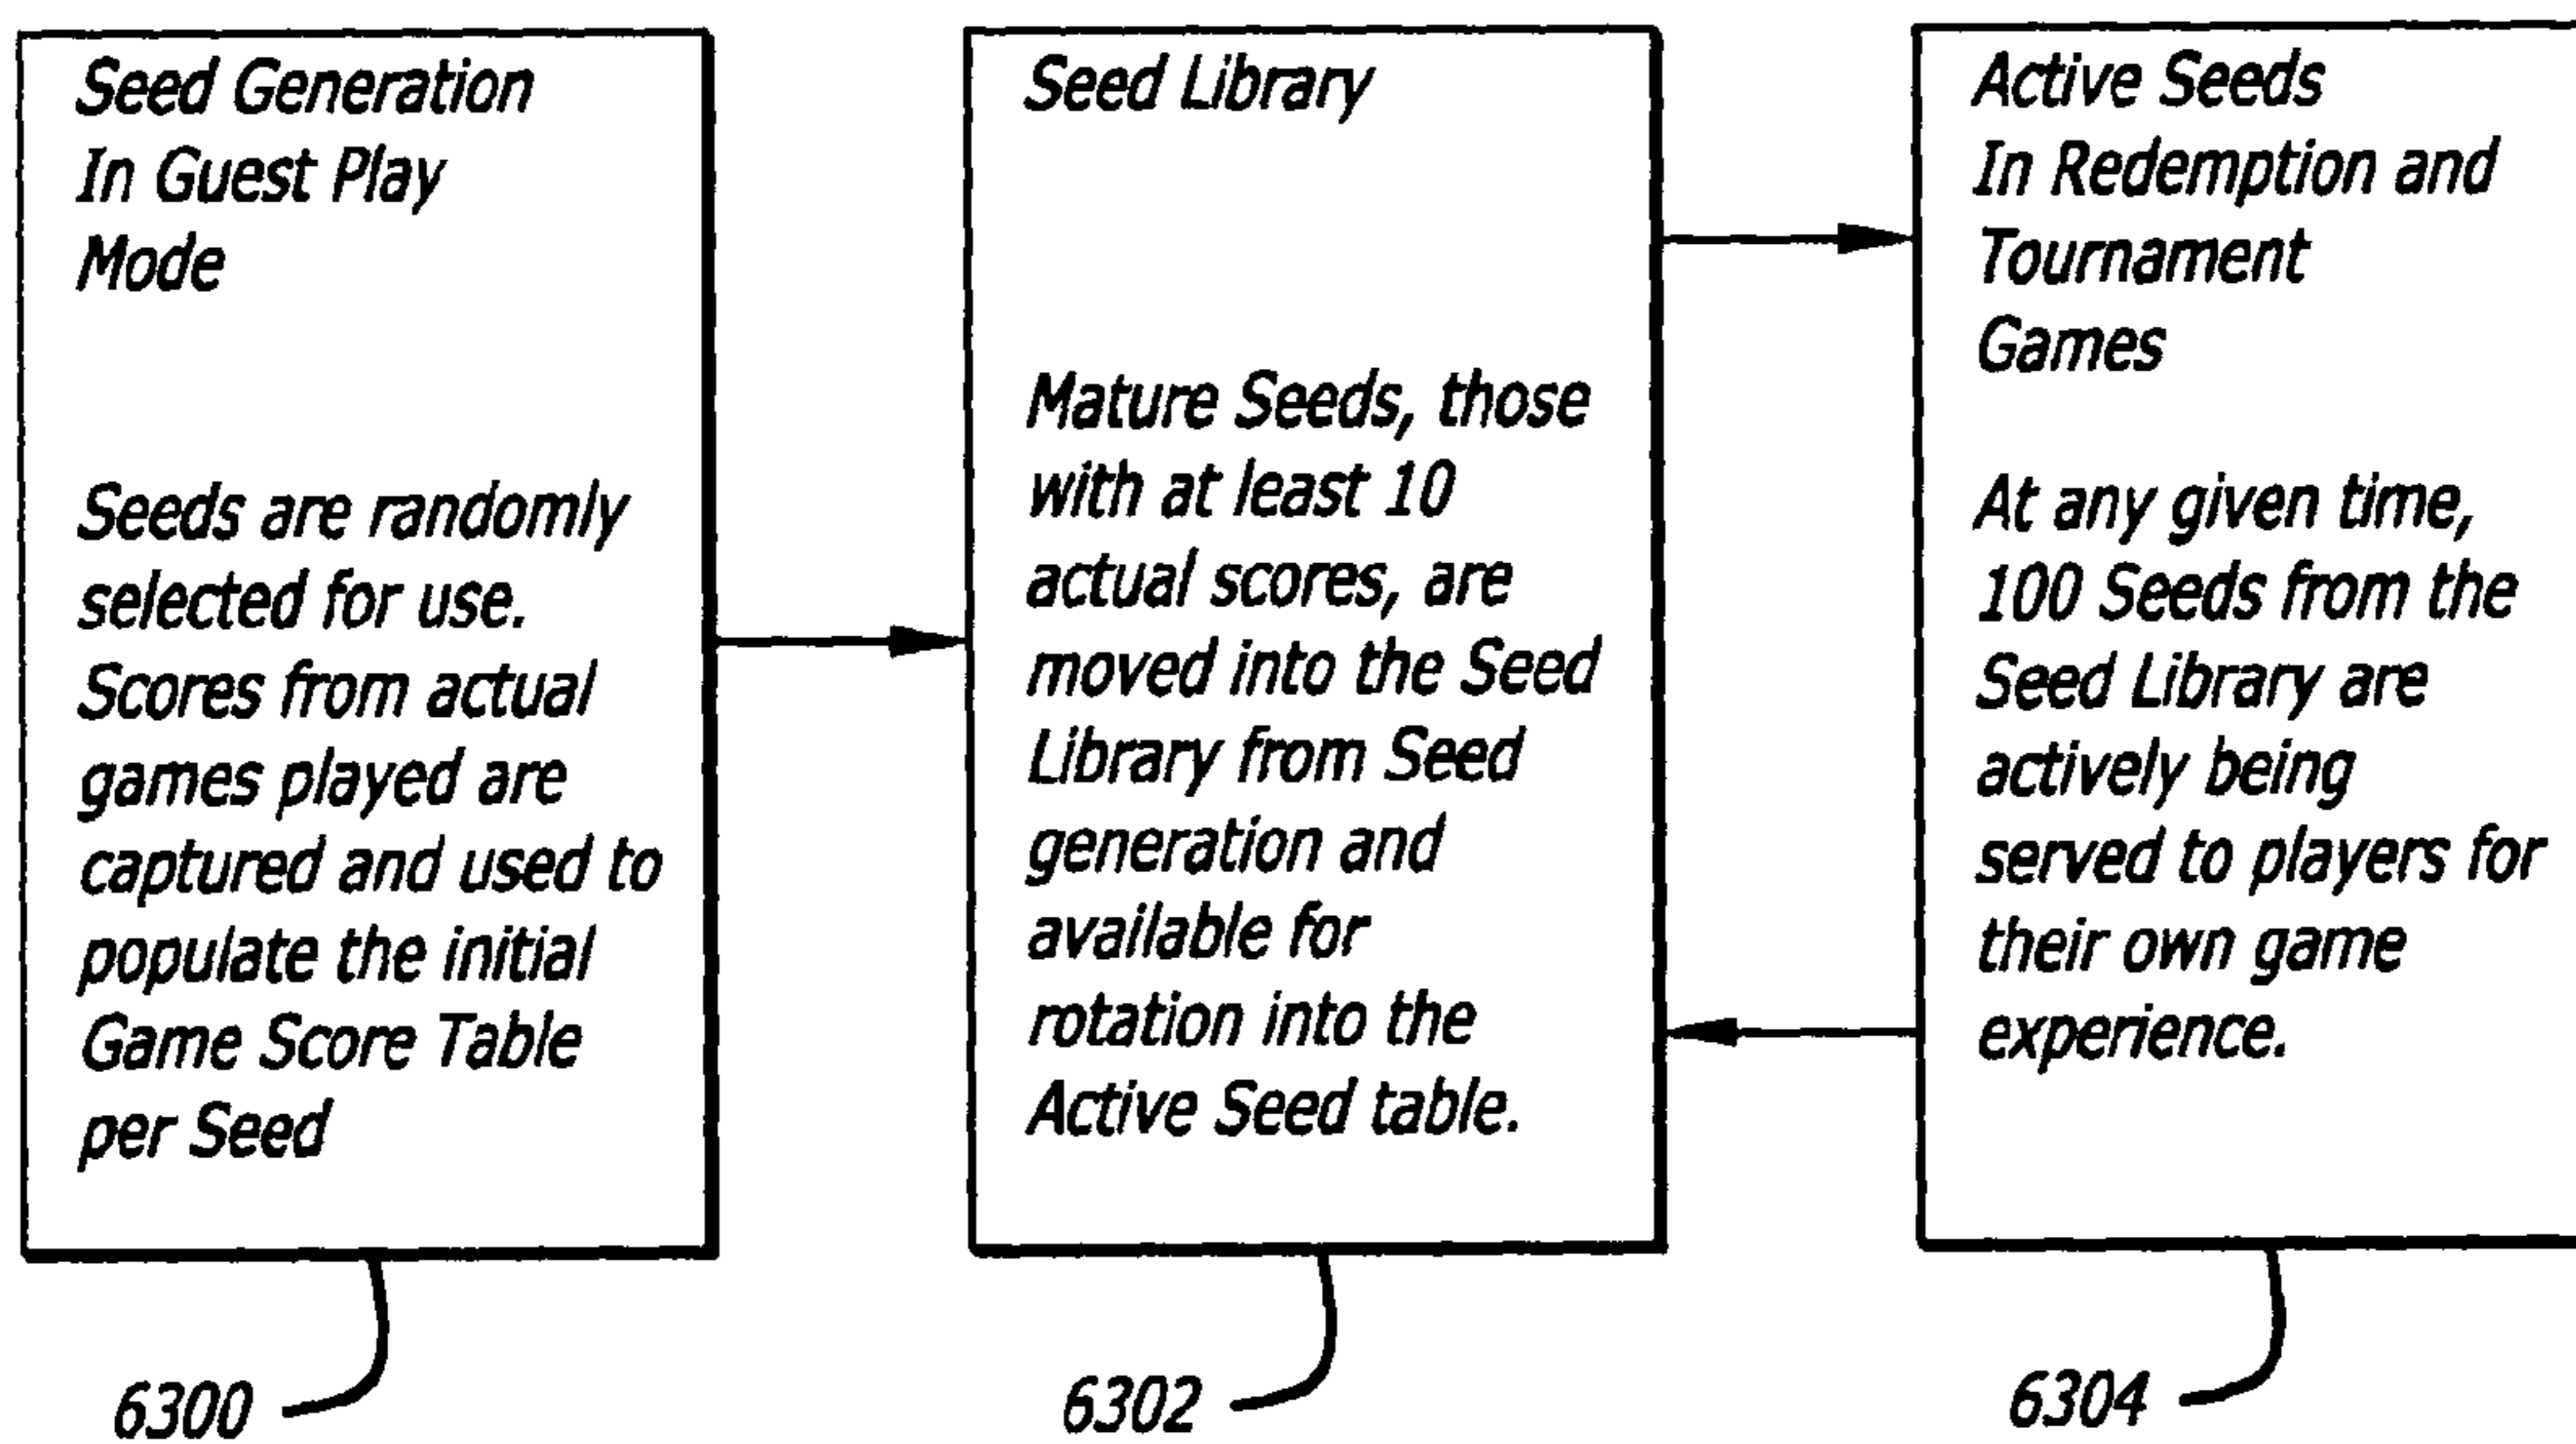 Seed Generation
In Guest Play
Mode
Seeds are randomly
selected for use.
Scores from actual
games played are
captured and used to
populate the initial
Game Score Table
per Seed
6300
Seed Library
Mature Seeds, those
with at least 10
actual scores, are
moved into the Seed
Library from Seed
generation and
available for
rotation into the
Active Seed table.
6302
Active Seeds
In Redemption and
Tournament
Games
At any given time,
100 Seeds from the
Seed Library are
actively being
served to players for
their own game
experience.
6304